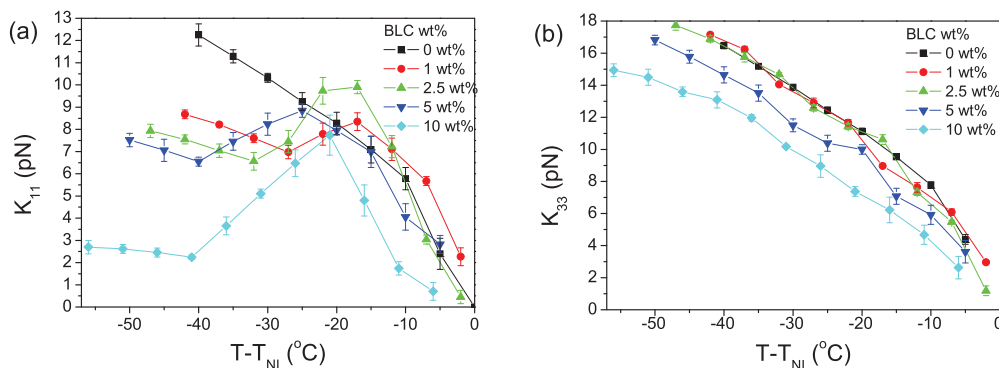 (a)
BLC wt%
0 wt%
1 wt%
2.5 wt%
5 wt%
10 wt%
K11 (pN)
13
12
11
10
9
8
7
6
5
4
3
2
1
0
-50 -40 -30 -20 -10 0
T-TNI (°C)
(b)
BLC wt%
0 wt%
1 wt%
2.5 wt%
5 wt%
10 wt%
K33 (pN)
18
16
14
12
10
8
6
4
2
0
-50 -40 -30 -20 -10 0
T-TNI (°C)